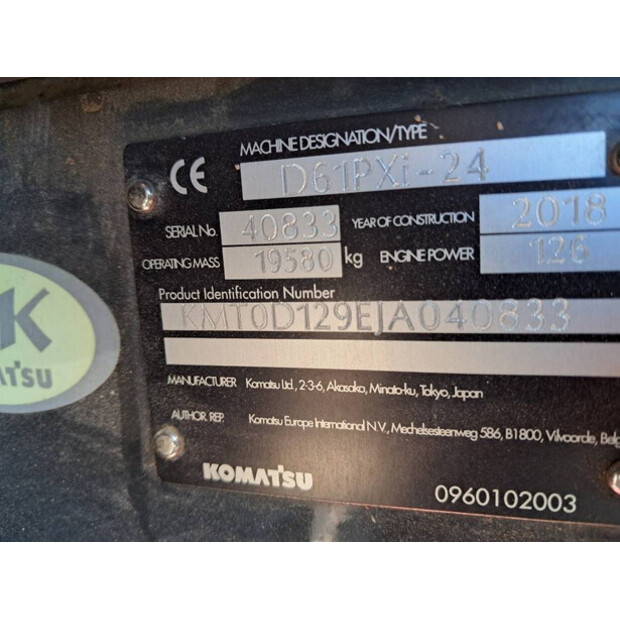 CE MACHINE DESIGNATION/TYPE
D61PXi-24
SERIAL No. 40833 YEAR OF CONSTRUCTION 2018
OPERATING MASS 19580 kg ENGINE POWER 126
Product Identification Number
KMT0D129EJA040833
MANUFACTURER Komatsu Ltd., 2-3-6, Akasaka, Minato-ku, Tokyo, Japan
AUTHOR. REP. Komatsu Europe International N.V., Mechelsesteenweg 586, B1800, Vilvoorde, Belg
KOMATSU
0960102003
K
ATSU